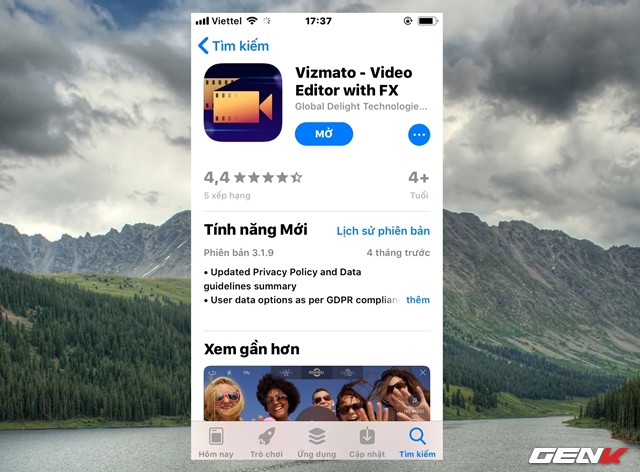 Viettel 17:37
Tìm kiếm
Vizmato - Video
Editor with FX
Global Delight Technologie...
MỞ
4,4
4+
5 xếp hạng
Tuổi
Tính năng Mới
Lịch sử phiên bản
Phiên bản 3.1.9
4 tháng trước
• Updated Privacy Policy and Data
guidelines summary
• User data options as per GDPR complian
thêm
Xem gần hơn
Hôm nay
Trò chơi
Ứng dụng
Cập nhật
Tìm kiếm
GENK